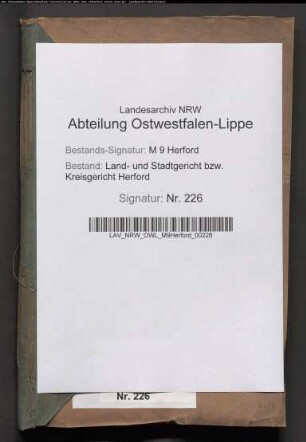 Landesarchiv NRW
Abteilung Ostwestfalen-Lippe
Bestands-Signatur: M 9 Herford
Bestand: Land- und Stadtgericht bzw.
Kreisgericht Herford
Signatur: Nr. 226
LAV_NRW_OWL_M9Herford_00226
Nr. 226